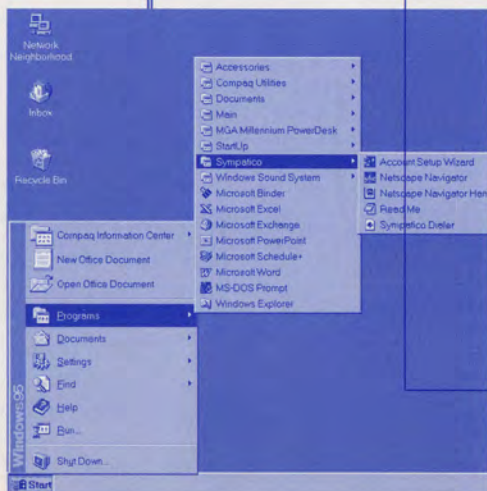 Network
Neighborhood
Inbox
Recycle Bin
Accessories
Compaq Utilities
Documents
Main
MGA Millennium PowerDesk
StartUp
Sympatico
Windows Sound System
Microsoft Binder
Microsoft Excel
Microsoft Exchange
Microsoft PowerPoint
Microsoft Schedule+
Microsoft Word
MS-DOS Prompt
Windows Explorer
Account Setup Wizard
Netscape Navigator
Netscape Navigator Han
Read Me
Sympatico Dialer
Compaq Information Center
New Office Document
Open Office Document
Programs
Documents
Settings
Find
Help
Run...
Shut Down...
Windows95
Start